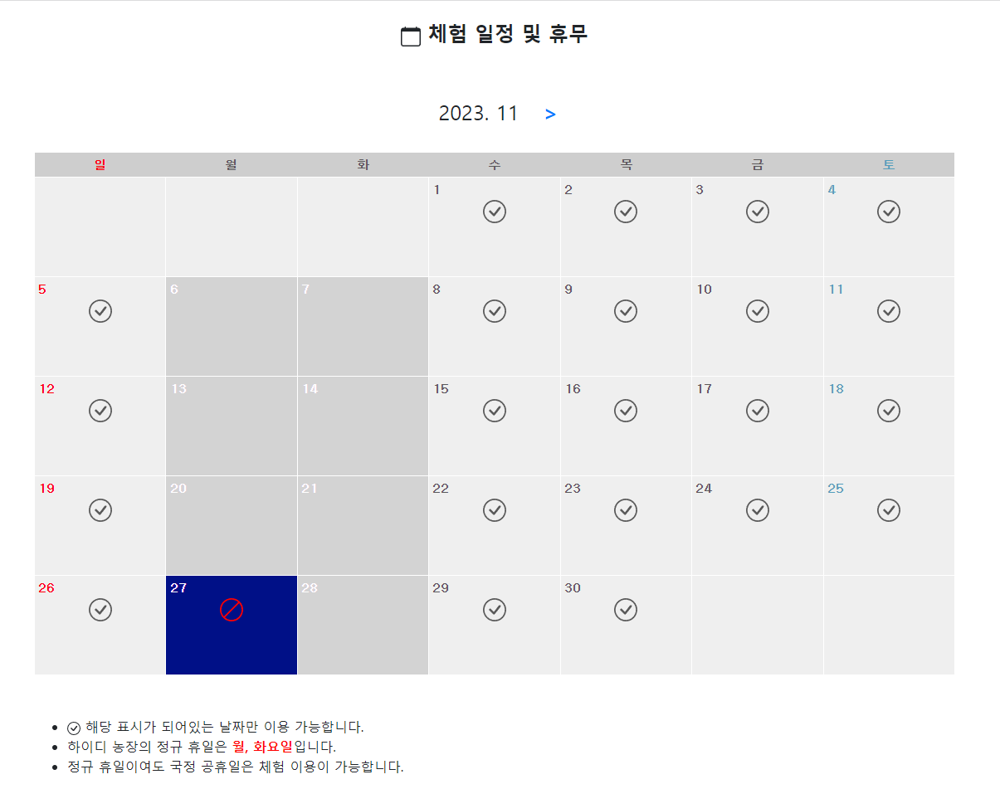 체험 일정 및 휴무
2023. 11 >
일 월 화 수 목 금 토
1 2 3 4
5 6 7 8 9 10 11
12 13 14 15 16 17 18
19 20 21 22 23 24 25
26 27 28 29 30
해당 표시가 되어있는 날짜만 이용 가능합니다.
하이디 농장의 정규 휴일은 월, 화요일입니다.
정규 휴일이여도 국정 공휴일은 체험 이용이 가능합니다.